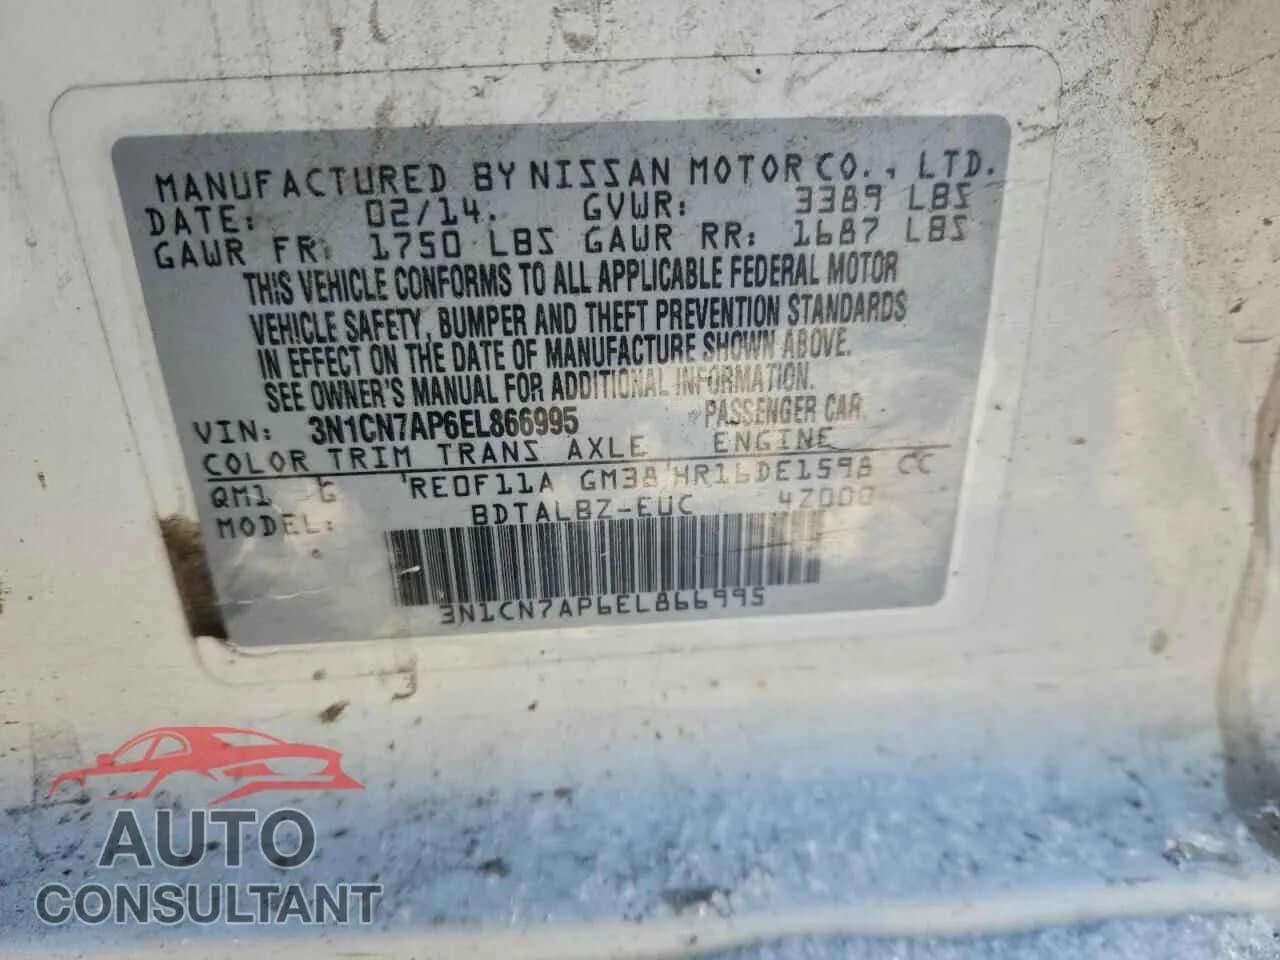 MANUFACTURED BY NISSAN MOTOR CO., LTD.
DATE: 02/14. GVWR: 3389 LBS
GAWR FR: 1750 LBS GAWR RR: 1687 LBS
THIS VEHICLE CONFORMS TO ALL APPLICABLE FEDERAL MOTOR
VEHICLE SAFETY, BUMPER AND THEFT PREVENTION STANDARDS
IN EFFECT ON THE DATE OF MANUFACTURE SHOWN ABOVE.
SEE OWNER'S MANUAL FOR ADDITIONAL INFORMATION.
VIN: 3N1CN7AP6EL866995 PASSENGER CAR
COLOR TRIM TRANS AXLE ENGINE
QM1 G RE0F11A GM38 HR16DE1598 CC
MODEL: BDTALBZ-EUC 4Z000
3N1CN7AP6EL866995
AUTO
CONSULTANT